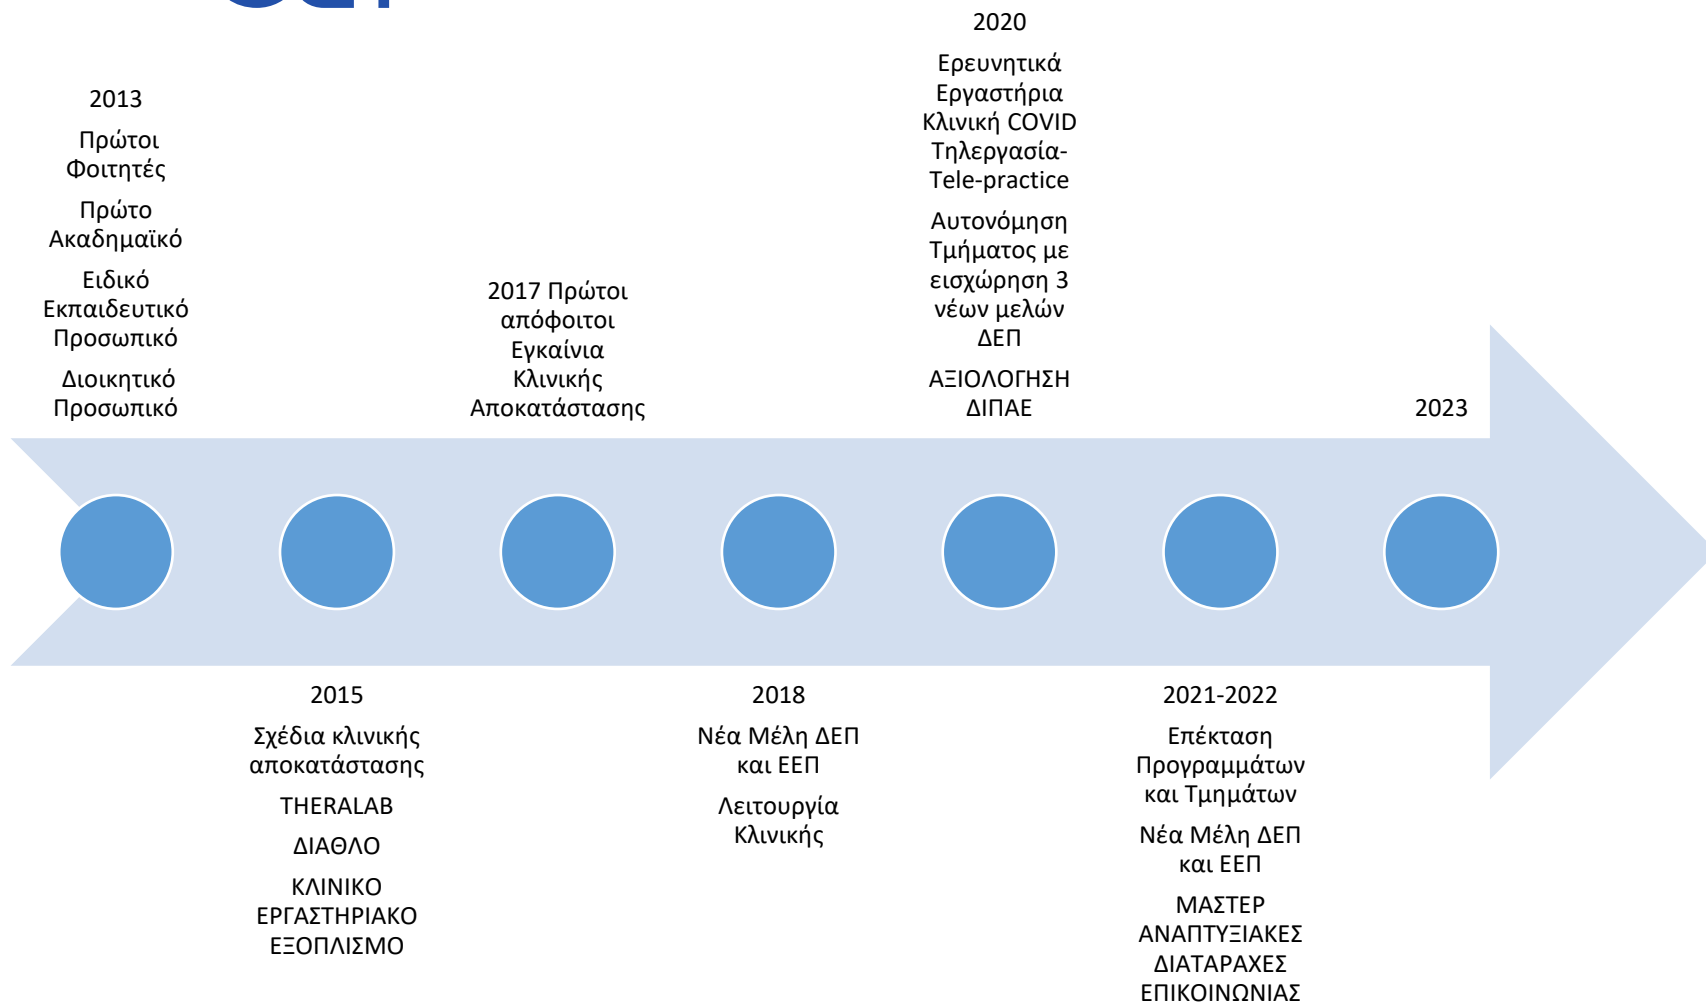 2013
Πρώτοι
Φοιτητές
Πρώτο
Ακαδημαϊκό
Ειδικό
Εκπαιδευτικό
Προσωπικό
Διοικητικό
Προσωπικό
2015
Σχέδια κλινικής
αποκατάστασης
THERALAB
ΔΙΑΘΛΟ
ΚΛΙΝΙΚΟ
ΕΡΓΑΣΤΗΡΙΑΚΟ
ΕΞΟΠΛΙΣΜΟ
2017 Πρώτοι
απόφοιτοι
Εγκαίνια
Κλινικής
Αποκατάστασης
2018
Νέα Μέλη ΔΕΠ
και ΕΕΠ
Λειτουργία
Κλινικής
2020
Ερευνητικά
Εργαστήρια
Κλινική COVID
Τηλεργασία-
Tele-practice
Αυτονόμηση
Τμήματος με
εισχώρηση 3
νέων μελών
ΔΕΠ
ΑΞΙΟΛΟΓΗΣΗ
ΔΙΠΑΕ
2021-2022
Επέκταση
Προγραμμάτων
και Τμημάτων
Νέα Μέλη ΔΕΠ
και ΕΕΠ
ΜΑΣΤΕΡ
ΑΝΑΠΤΥΞΙΑΚΕΣ
ΔΙΑΤΑΡΑΧΕΣ
ΕΠΙΚΟΙΝΩΝΙΑΣ
2023